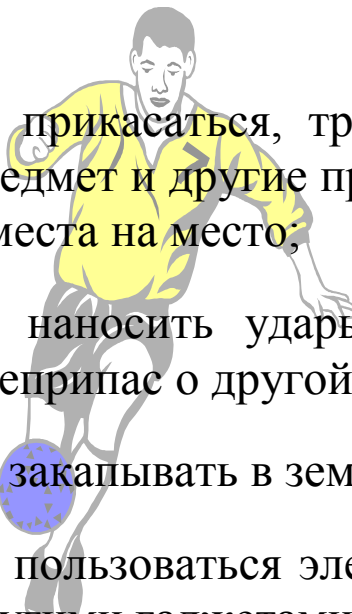 прикасаться, тр
едмет и другие пр
места на место;
наносить удары
еприпас о другой
закапывать в зем
пользоваться эле